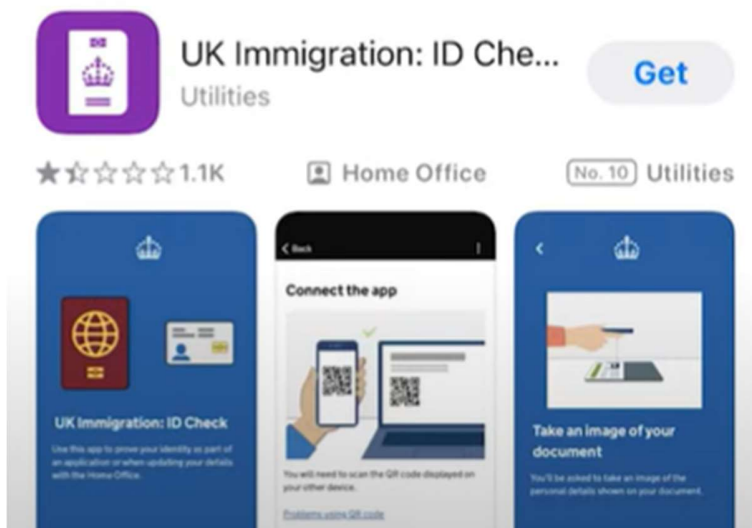 UK Immigration: ID Che...
Get
Utilities
1.1K
Home Office
No. 10 Utilities
UK Immigration: ID Check
Use this app to prove your identity as part of
an application or when updating your details
with the Home Office.
Back
Connect the app
You will need to scan the QR code displayed on
your other device.
Problems using QR code
Take an image of your
document
You'll be asked to take an image of the
personal details shown on your document.